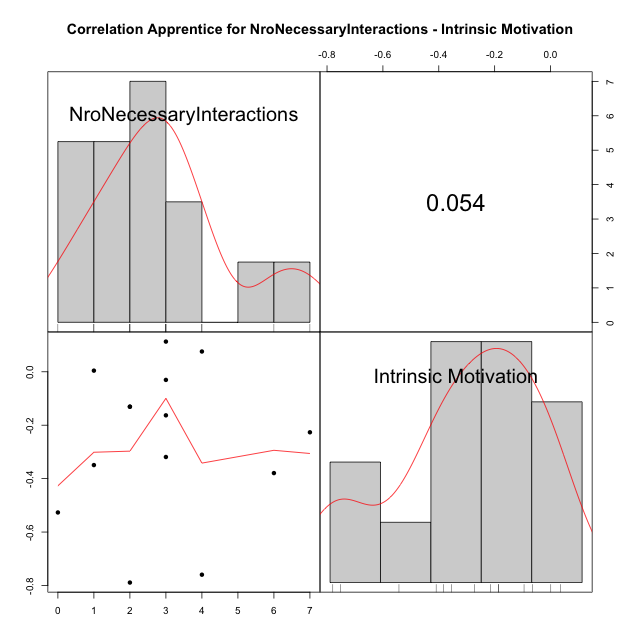 Correlation Apprentice for NroNecessaryInteractions - Intrinsic Motivation
-0.8 -0.6 -0.4 -0.2 0.0
NroNecessaryInteractions
0.054
7
6
5
4
3
2
1
0
Intrinsic Motivation
0.0
-0.2
-0.4
-0.6
-0.8
0 1 2 3 4 5 6 7